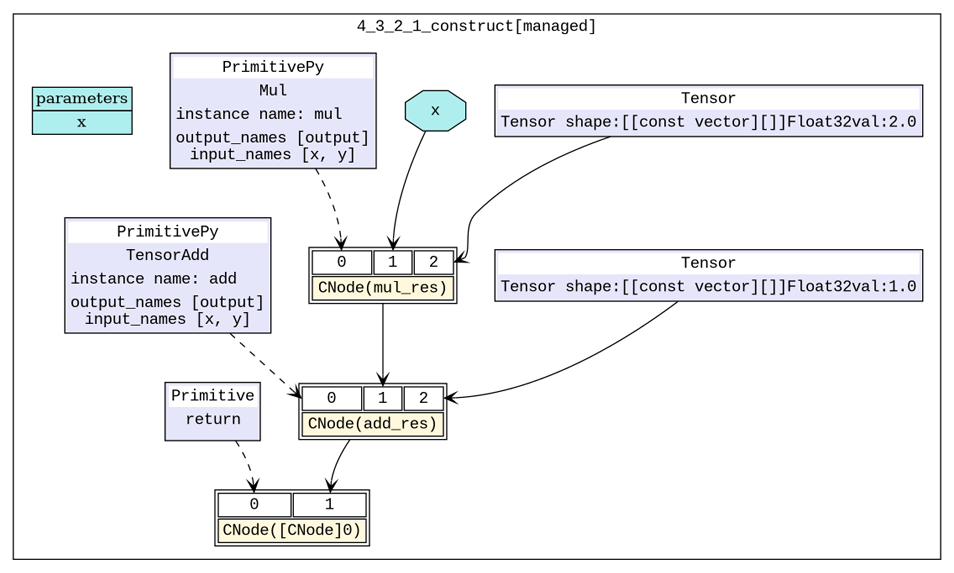 4_3_2_1_construct[managed]
parameters
x
PrimitivePy
Mul
instance name: mul
output_names [output]
input_names [x, y]
x
Tensor
Tensor shape:[[const vector][]]Float32val:2.0
PrimitivePy
TensorAdd
instance name: add
output_names [output]
input_names [x, y]
0 1 2
CNode(mul_res)
Tensor
Tensor shape:[[const vector][]]Float32val:1.0
Primitive
return
0 1 2
CNode(add_res)
0 1
CNode([CNode]0)